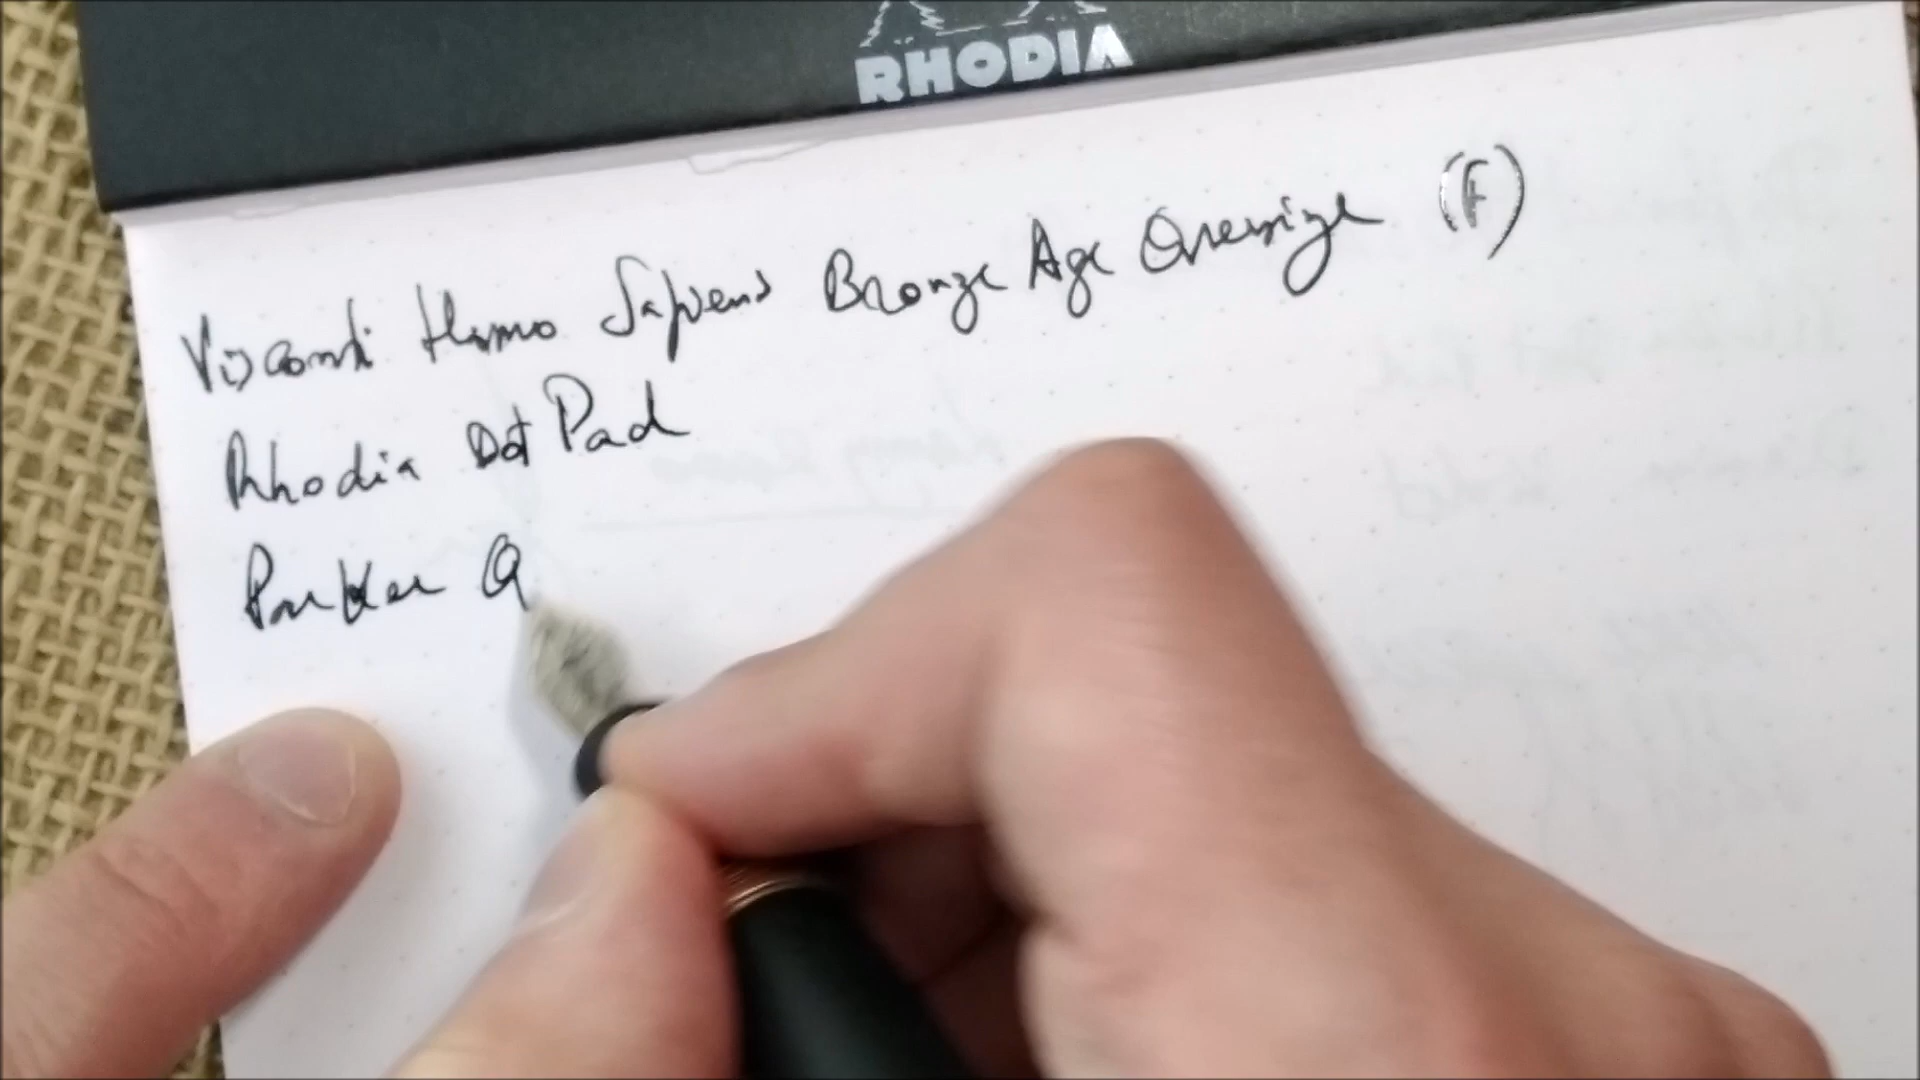 RHODIA
Visconti Homo Sapiens Bronze Age Oversize (F)
Rhodia Dot Pad
Parker Q